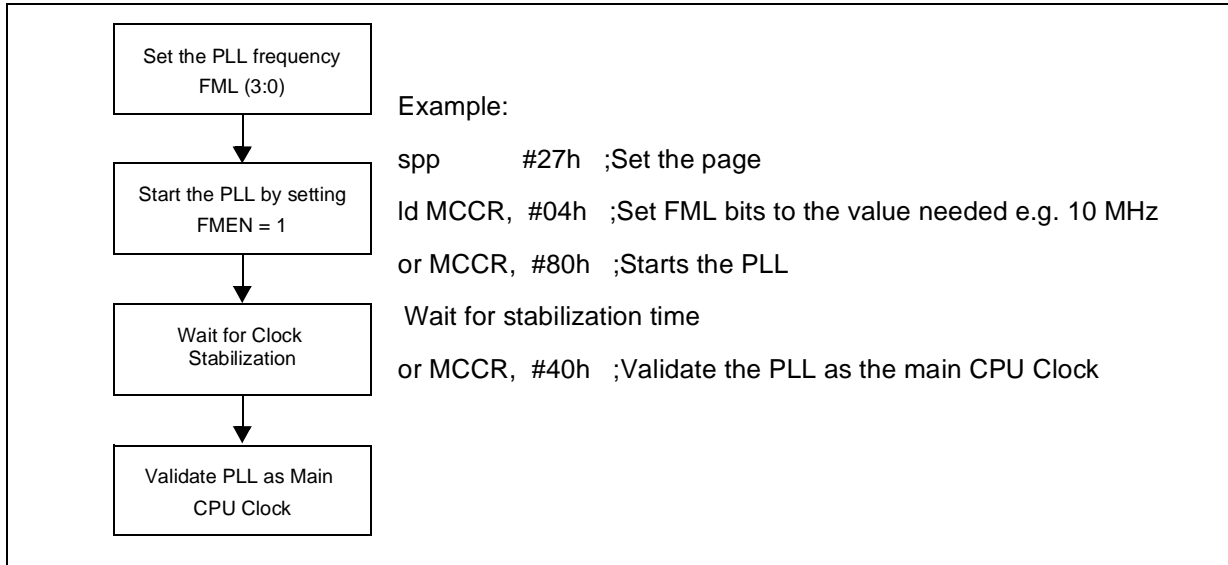 Set the PLL frequency
FML (3:0)
Start the PLL by setting
FMEN = 1
Wait for Clock
Stabilization
Validate PLL as Main
CPU Clock
Example:
spp #27h ;Set the page
ld MCCR, #04h ;Set FML bits to the value needed e.g. 10 MHz
or MCCR, #80h ;Starts the PLL
Wait for stabilization time
or MCCR, #40h ;Validate the PLL as the main CPU Clock